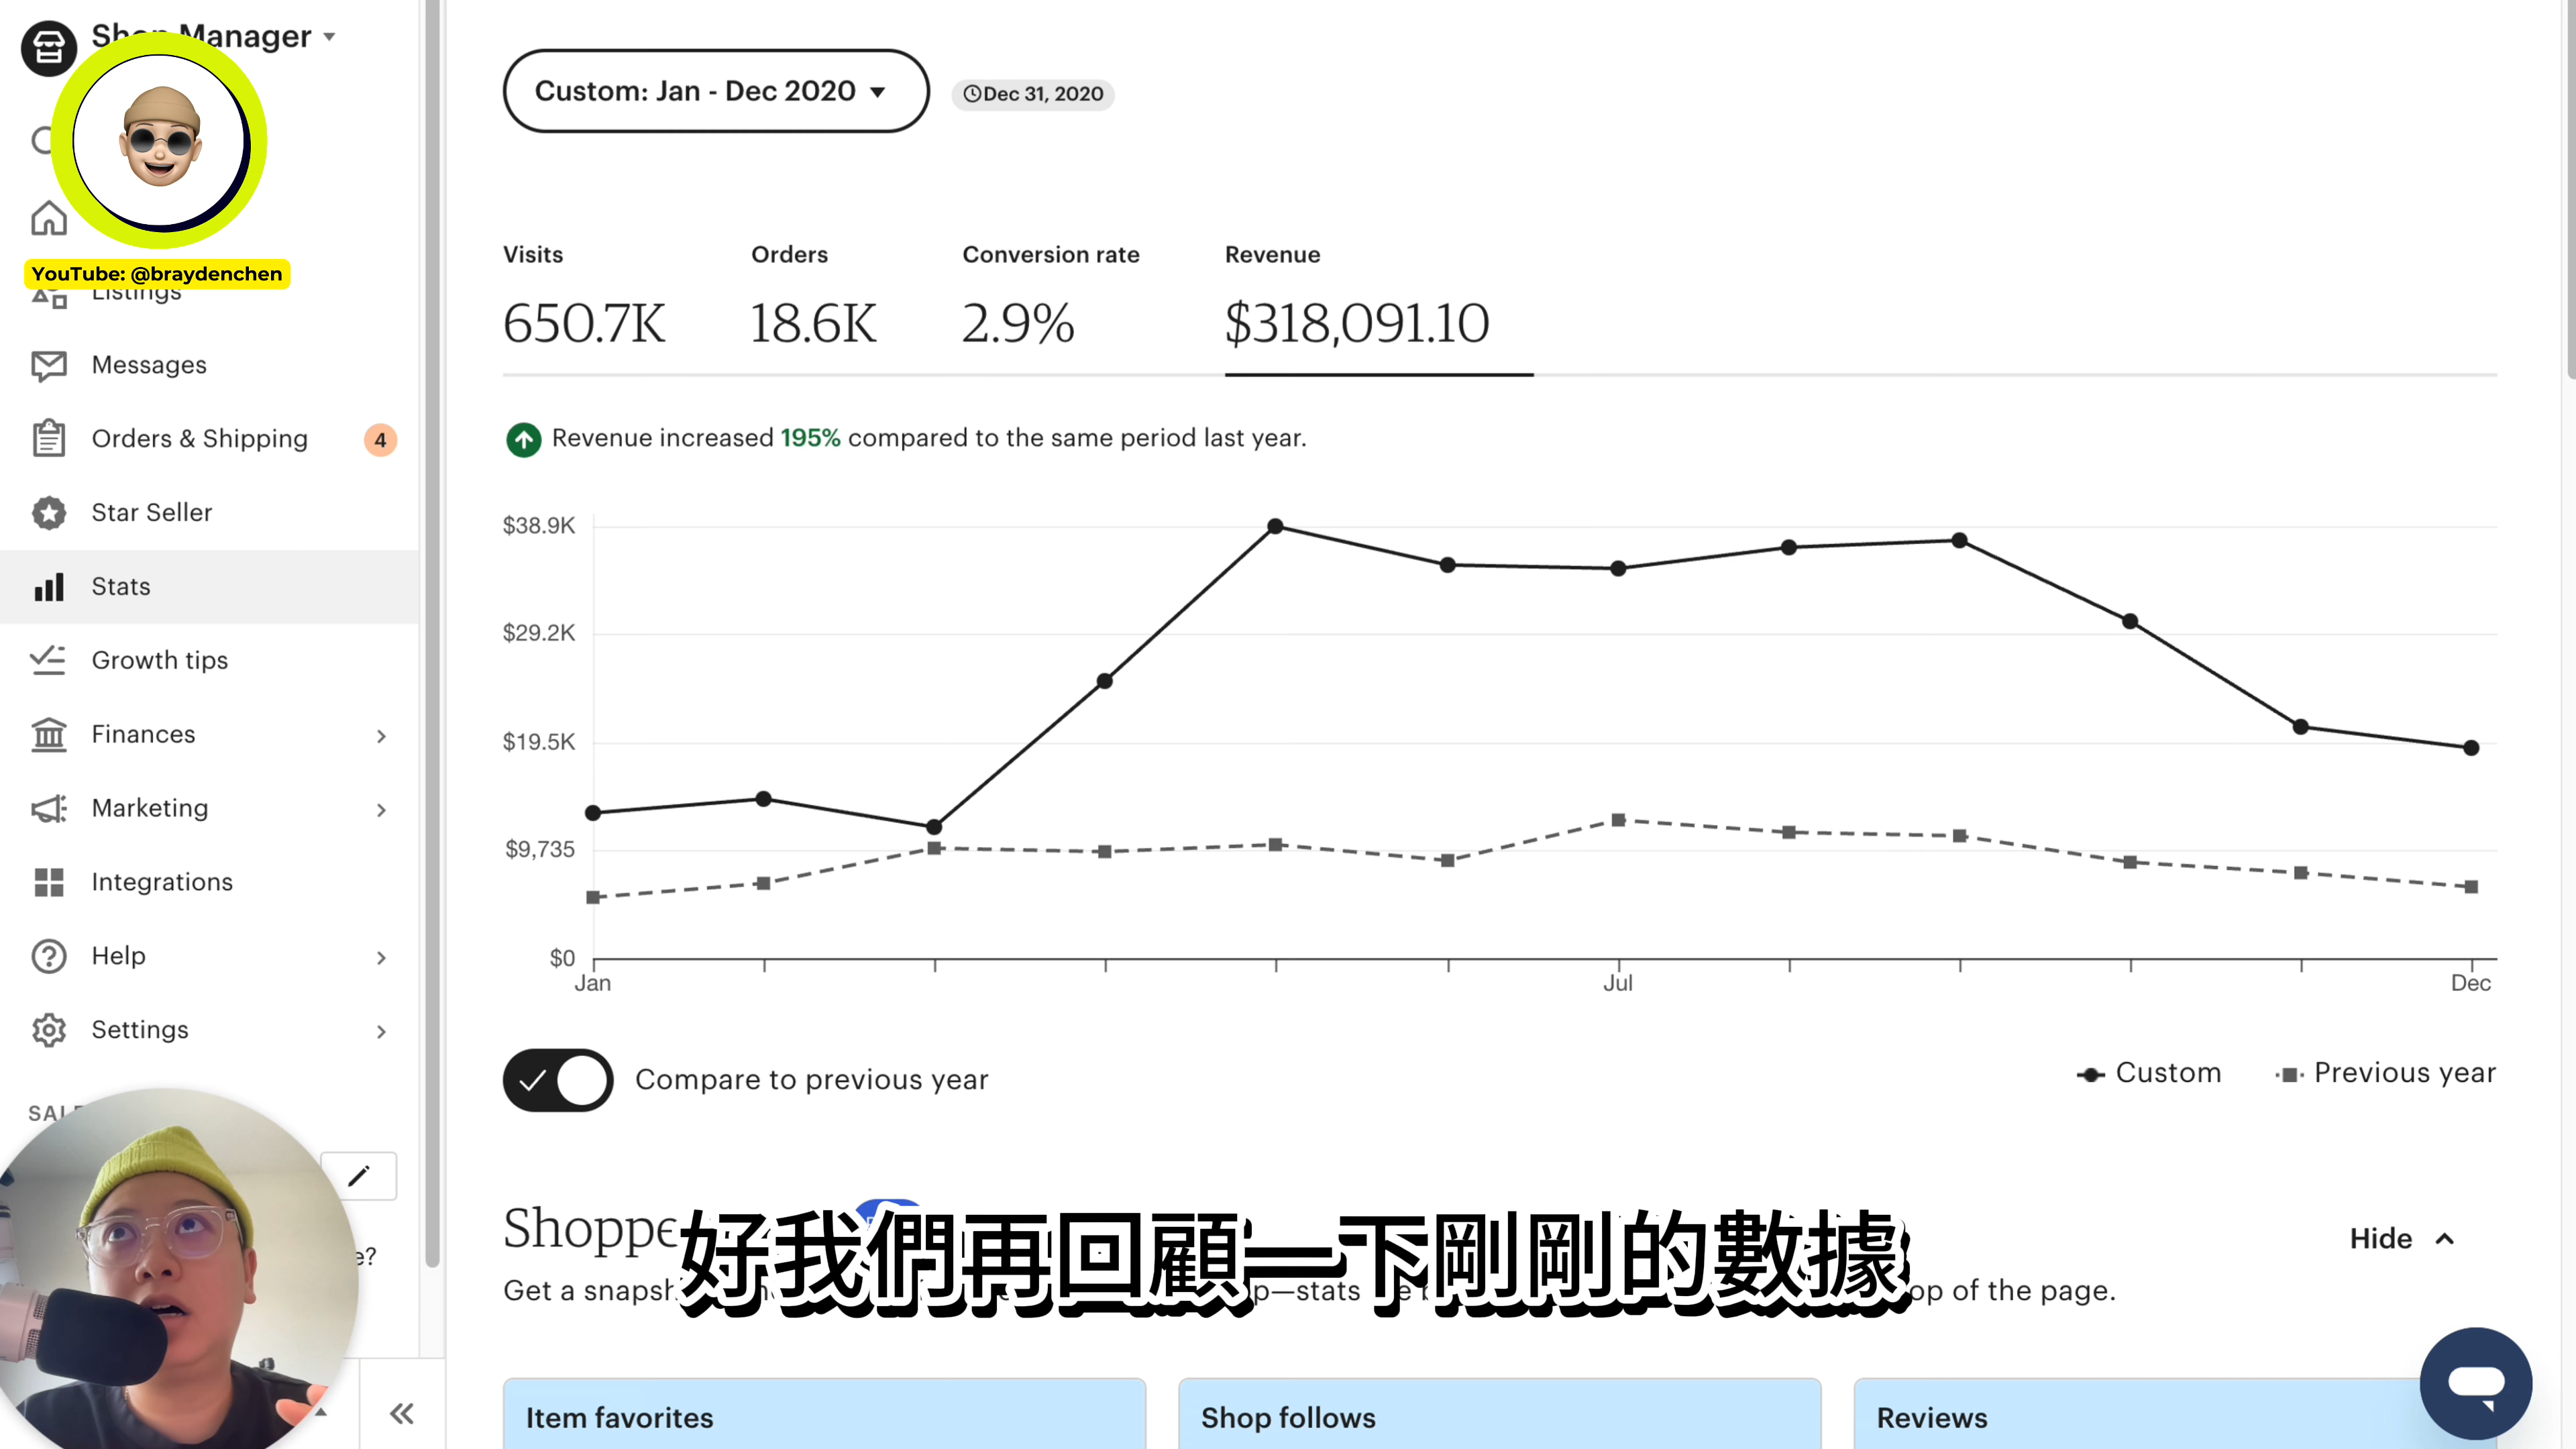 Shop Manager
YouTube: @braydenchen
Listings
Messages
Orders & Shipping 4
Star Seller
Stats
Growth tips
Finances
Marketing
Integrations
Help
Settings
Custom: Jan - Dec 2020
Dec 31, 2020
Visits Orders Conversion rate Revenue
650.7K 18.6K 2.9% $318,091.10
Revenue increased 195% compared to the same period last year.
$38.9K
$29.2K
$19.5K
$9,735
$0
Jan Jul Dec
Compare to previous year
Custom Previous year
Hide
好我們再回顧一下剛剛的數據
Get a of the page.
Item favorites Shop follows Reviews